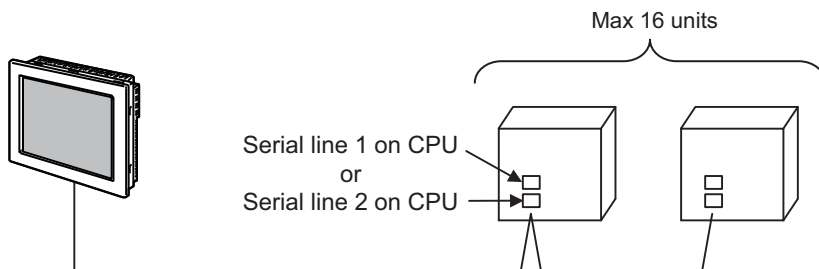 Max 16 units
Serial line 1 on CPU
or
Serial line 2 on CPU